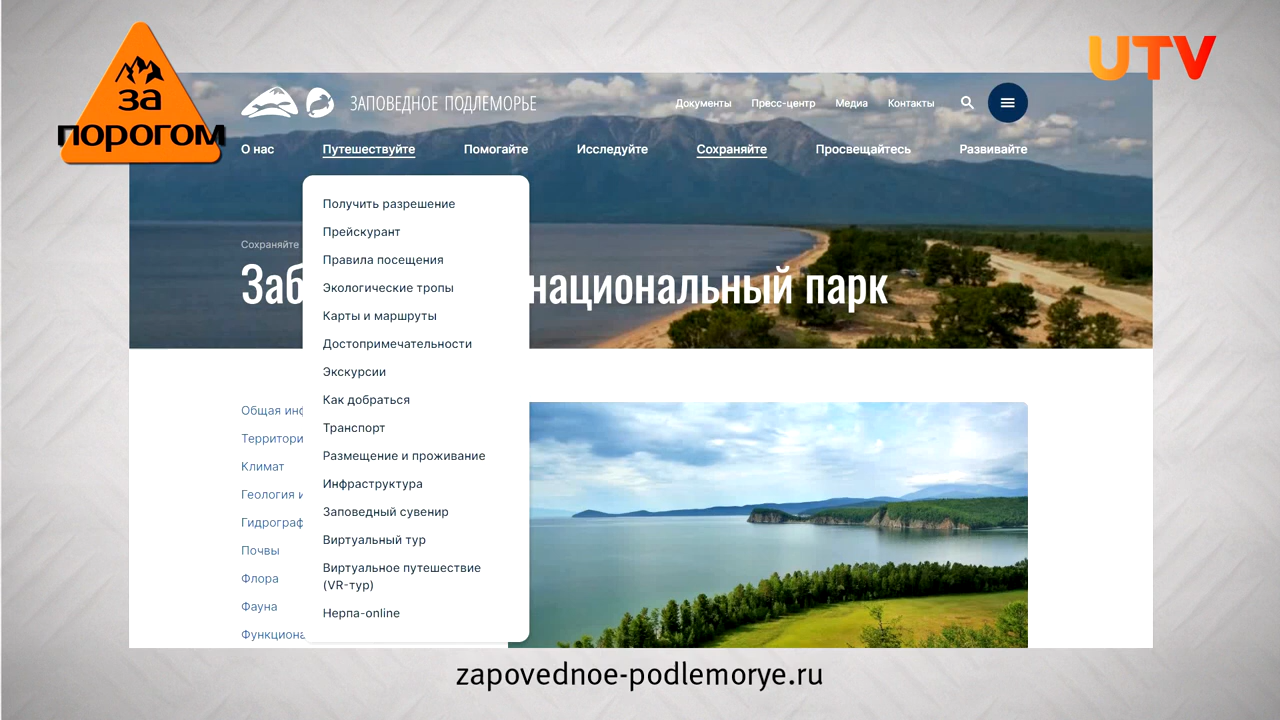 за
порогом
UTV
ЗАПОВЕДНОЕ ПОДЛЕМОРЬЕ
Документы Пресс-центр Медиа Контакты
О нас Путешествуйте Помогайте Исследуйте Сохраняйте Просвещайтесь Развивайте
Получить разрешение
Прейскурант
Правила посещения
Экологические тропы
Карты и маршруты
Достопримечательности
Экскурсии
Как добраться
Транспорт
Размещение и проживание
Инфраструктура
Заповедный сувенир
Виртуальный тур
Виртуальное путешествие
(VR-тур)
Нерпа-online
Сохраняйте
Заб национальный парк
Общая инф
Территори
Климат
Геология и
Гидрограф
Почвы
Флора
Фауна
Функциона
zapovednoe-podlemorye.ru